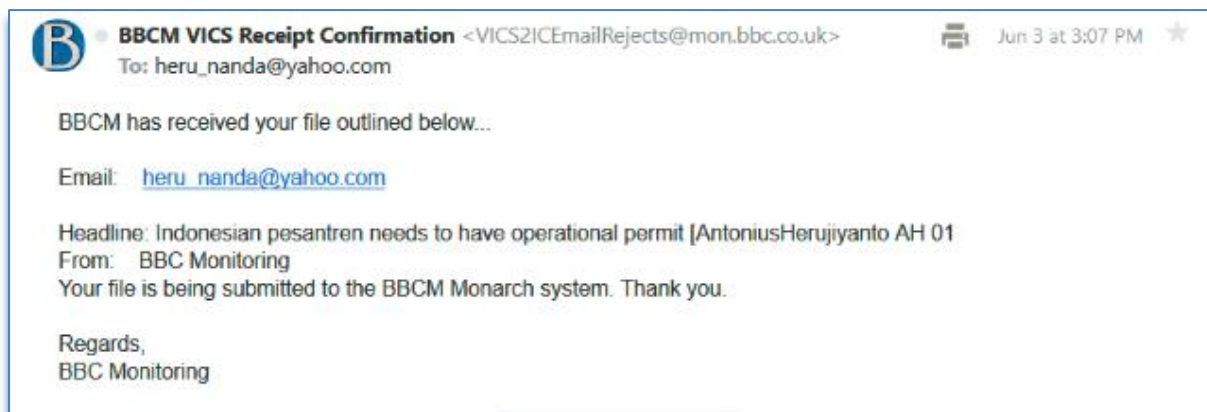 B
BBCM VICS Receipt Confirmation <VICS2ICEmailRejects@mon.bbc.co.uk> Jun 3 at 3:07 PM
To: heru_nanda@yahoo.com
BBCM has received your file outlined below...
Email: heru_nanda@yahoo.com
Headline: Indonesian pesantren needs to have operational permit [AntoniusHerujiyanto AH 01
From: BBC Monitoring
Your file is being submitted to the BBCM Monarch system. Thank you.
Regards,
BBC Monitoring